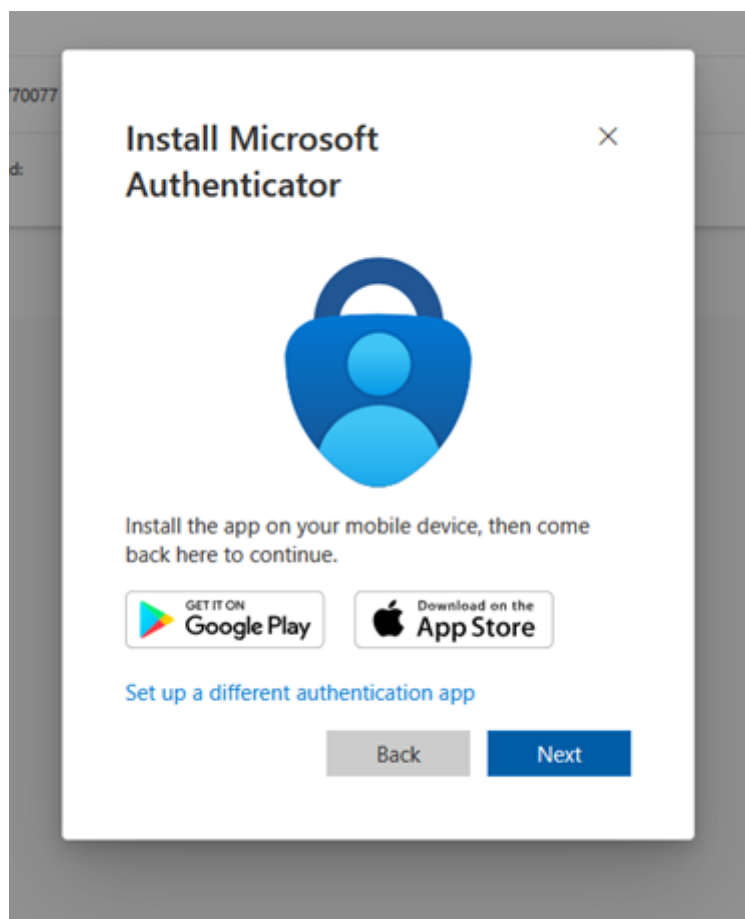 70077
d:
Install Microsoft
Authenticator
Install the app on your mobile device, then come
back here to continue.
GET IT ON
Google Play
Download on the
App Store
Set up a different authentication app
Back
Next